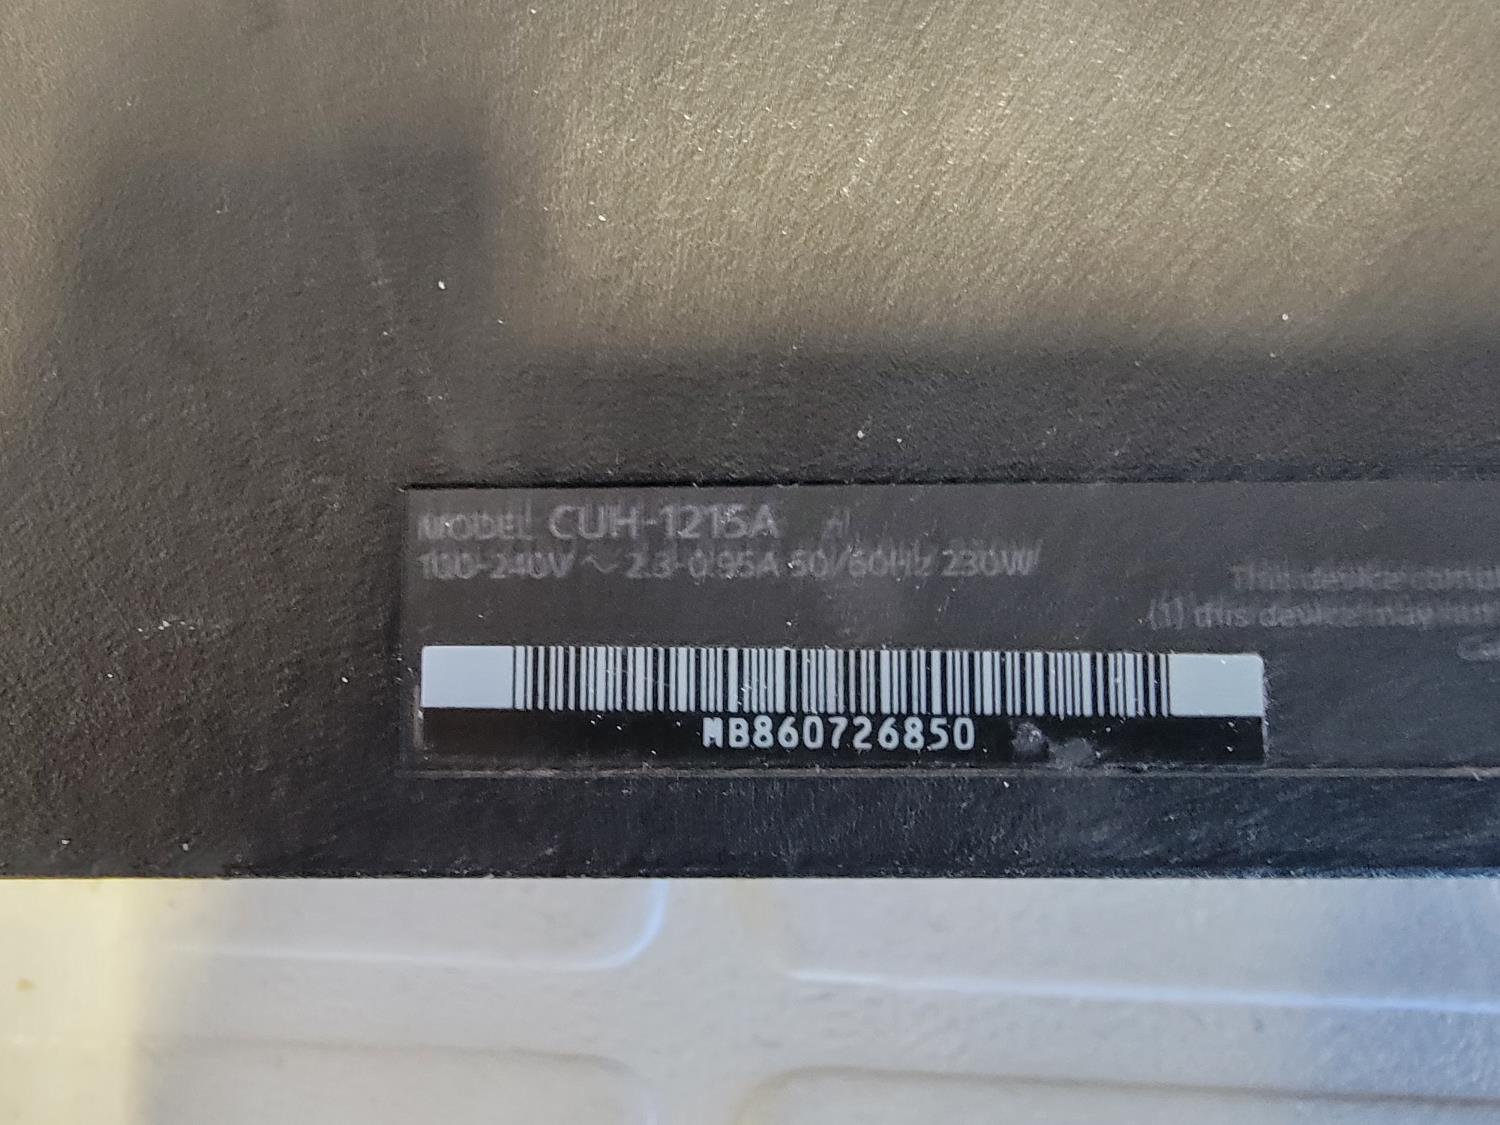 MODEL CUH-1215A
100-240V ~ 2.3-0.95A 50/60Hz 230W
This device
(1) this device may
MB860726850